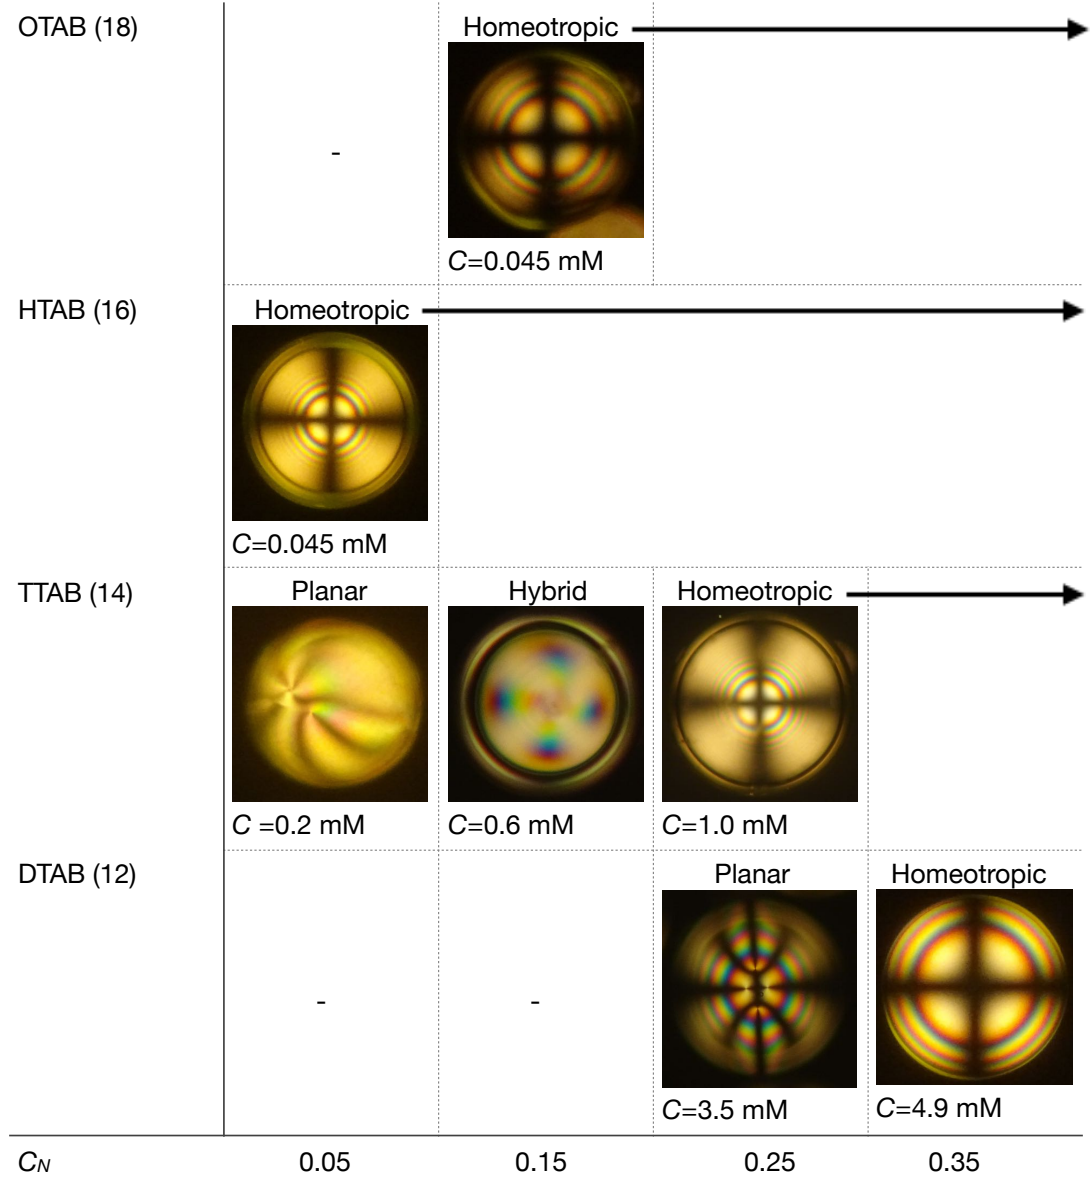 OTAB (18)
Homeotropic
-
C=0.045 mM
HTAB (16)
Homeotropic
C=0.045 mM
TTAB (14)
Planar
Hybrid
Homeotropic
C =0.2 mM
C=0.6 mM
C=1.0 mM
DTAB (12)
Planar
Homeotropic
-
-
C=3.5 mM
C=4.9 mM
CN
0.05
0.15
0.25
0.35